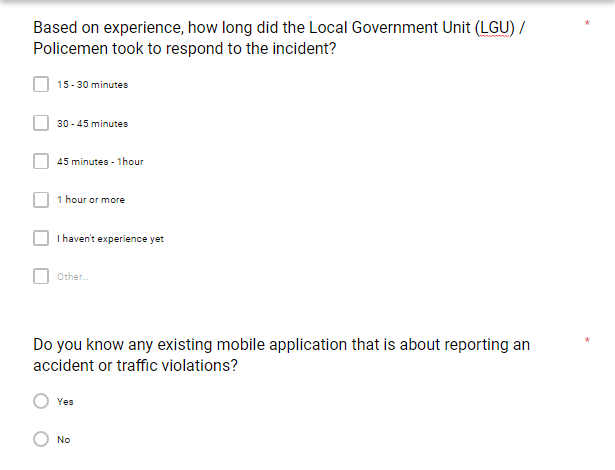 Based on experience, how long did the Local Government Unit (LGU) / *
Policemen took to respond to the incident?
15 - 30 minutes
30 - 45 minutes
45 minutes - 1hour
1 hour or more
I haven't experience yet
Other...
Do you know any existing mobile application that is about reporting an *
accident or traffic violations?
Yes
No